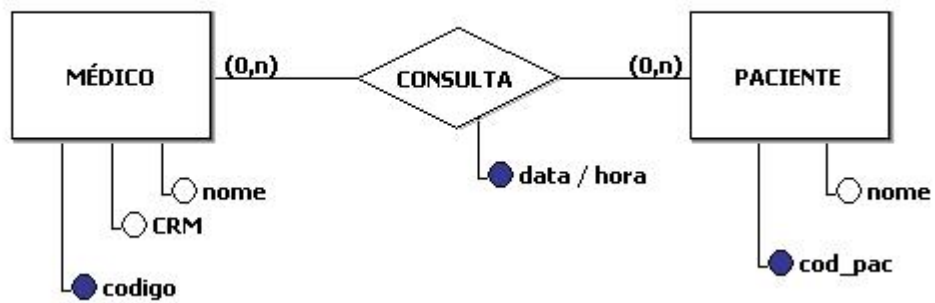 MÉDICO
(0,n)
CONSULTA
(0,n)
PACIENTE
data / hora
nome
CRM
codigo
nome
cod_pac